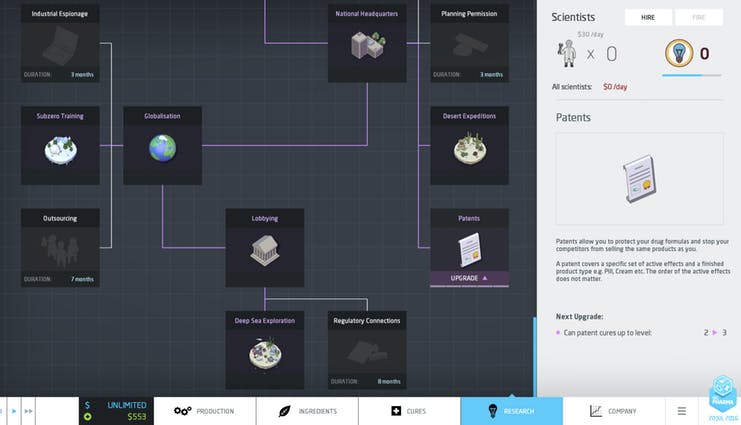 Industrial Espionage
DURATION: 3 months
National Headquarters
Planning Permission
DURATION: 3 months
Subzero Training
Globalisation
Desert Expeditions
Outsourcing
DURATION: 7 months
Lobbying
Patents
UPGRADE
Deep Sea Exploration
Regulatory Connections
DURATION: 8 months
Scientists
HIRE
FIRE
$30 /day
x 0
0
All scientists: $0 /day
Patents
Patents allow you to protect your drug formulas and stop your
competitors from selling the same products as you.
A patent covers a specific set of active effects and a finished
product type e.g. Pill, Cream etc. The order of the active effects
does not matter.
Next Upgrade:
Can patent cures up to level: 2 3
$ UNLIMITED
$553
PRODUCTION
INGREDIENTS
CURES
RESEARCH
COMPANY
PHARMA